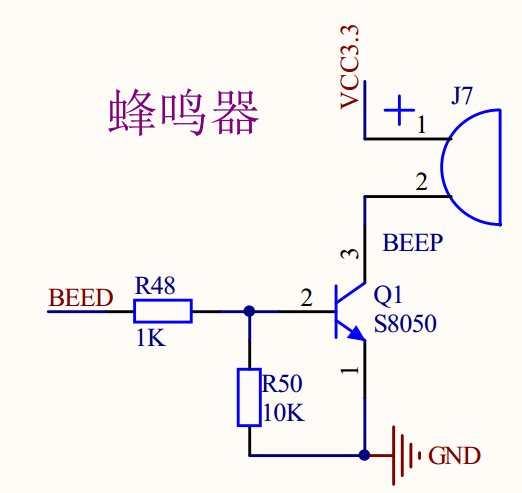 VCC3.3
蜂鸣器
J7
1
2
BEEP
3
BEED
R48
1K
2
Q1
S8050
1
R50
10K
GND